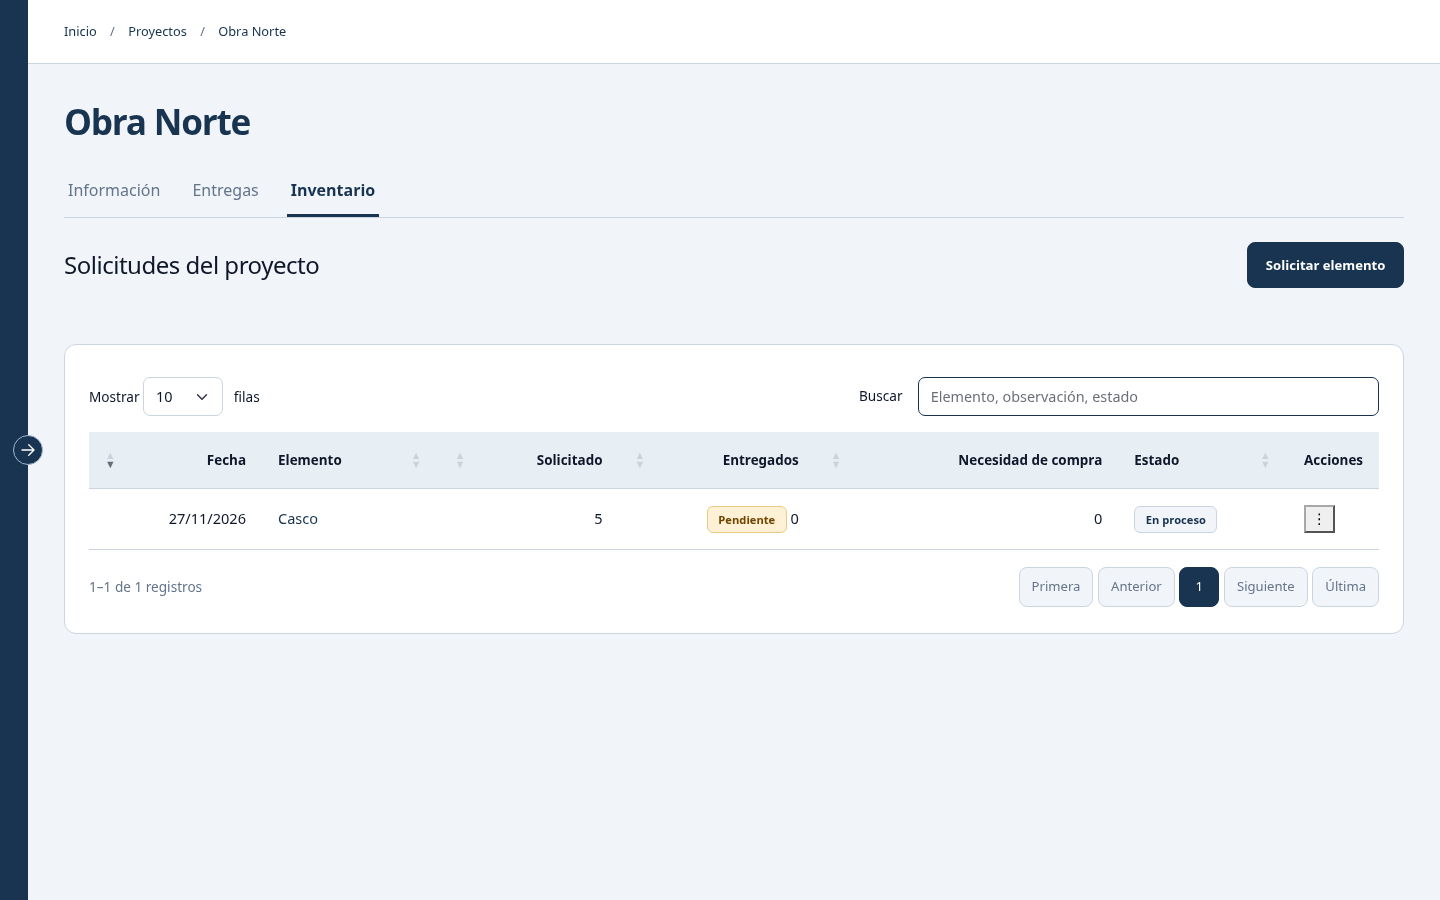 Inicio / Proyectos / Obra Norte
Obra Norte
Información Entregas Inventario
Solicitudes del proyecto Solicitar elemento
Mostrar 10 filas Buscar Elemento, observación, estado
Fecha Elemento Solicitado Entregados Necesidad de compra Estado Acciones
27/11/2026 Casco 5 Pendiente 0 0 En proceso ⋮
1–1 de 1 registros Primera Anterior 1 Siguiente Última